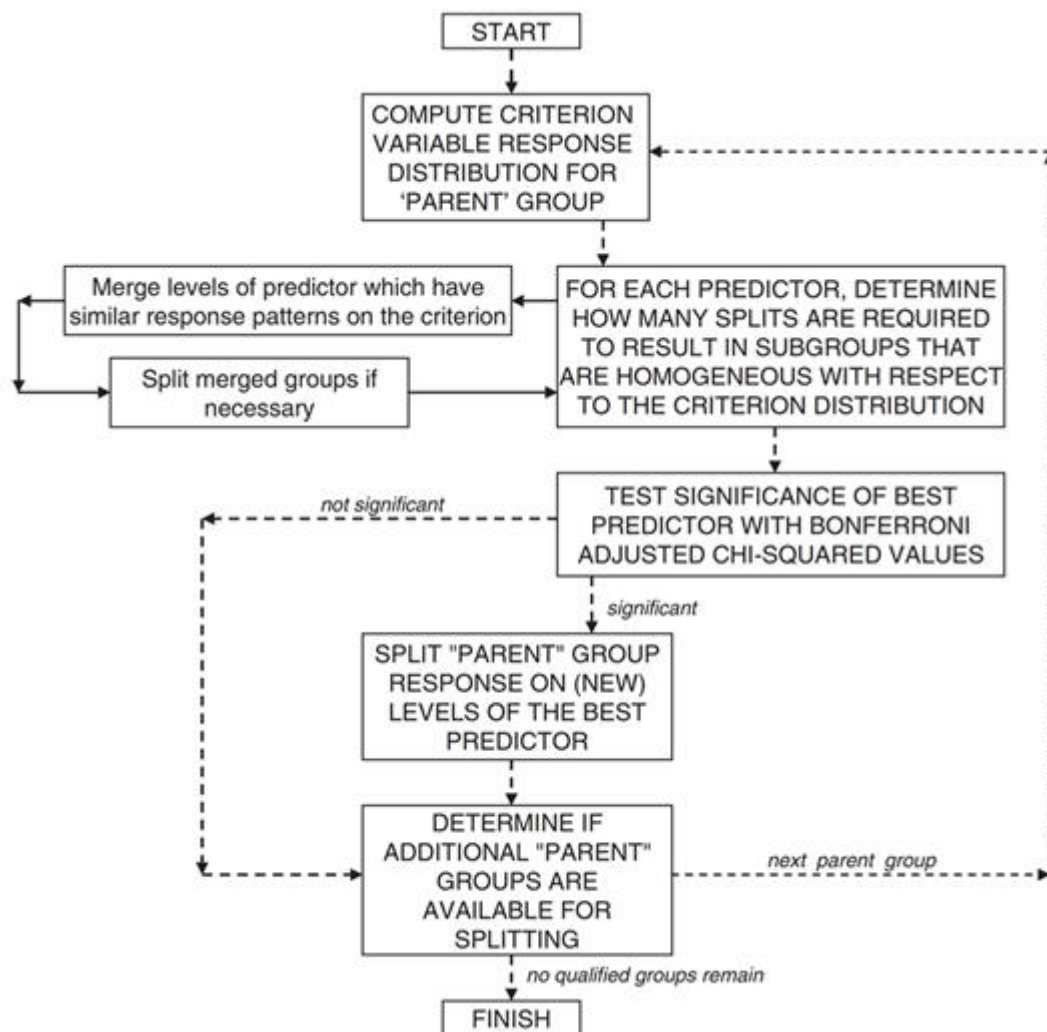 START
COMPUTE CRITERION
VARIABLE RESPONSE
DISTRIBUTION FOR
‘PARENT’ GROUP
Merge levels of predictor which have
similar response patterns on the criterion
Split merged groups if
necessary
FOR EACH PREDICTOR, DETERMINE
HOW MANY SPLITS ARE REQUIRED
TO RESULT IN SUBGROUPS THAT
ARE HOMOGENEOUS WITH RESPECT
TO THE CRITERION DISTRIBUTION
TEST SIGNIFICANCE OF BEST
PREDICTOR WITH BONFERRONI
ADJUSTED CHI-SQUARED VALUES
not significant
significant
SPLIT "PARENT" GROUP
RESPONSE ON (NEW)
LEVELS OF THE BEST
PREDICTOR
DETERMINE IF
ADDITIONAL "PARENT"
GROUPS ARE
AVAILABLE FOR
SPLITTING
next parent group
no qualified groups remain
FINISH